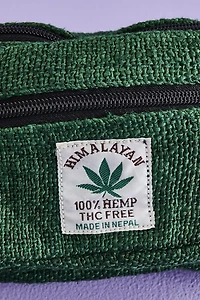 HIMALAYAN
100% HEMP
THC FREE
MADE IN NEPAL